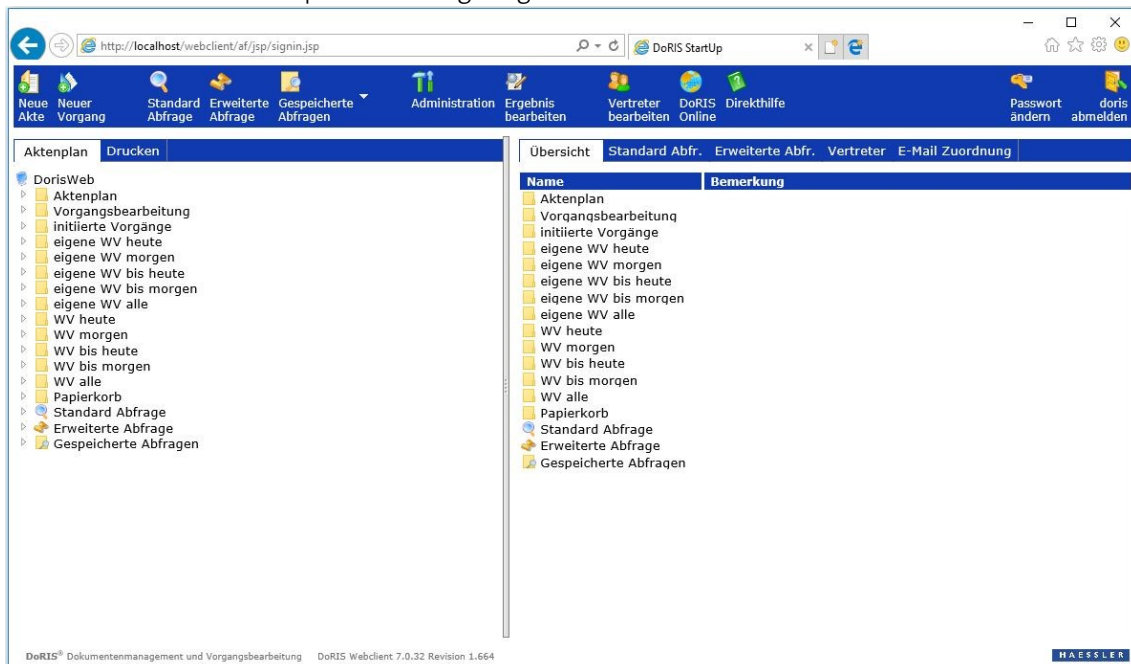 http://localhost/webclient/af/jsp/signin.jsp
DoRIS StartUp
Neue Akte
Neuer Vorgang
Standard Abfrage
Erweiterte Abfrage
Gespeicherte Abfragen
Administration
Ergebnis bearbeiten
Vertreter bearbeiten
DoRIS Online
Direkthilfe
Passwort ändern
doris abmelden
Aktenplan Drucken
DorisWeb
Aktenplan
Vorgangsbearbeitung
initiierte Vorgänge
eigene WV heute
eigene WV morgen
eigene WV bis heute
eigene WV bis morgen
eigene WV alle
WV heute
WV morgen
WV bis heute
WV bis morgen
WV alle
Papierkorb
Standard Abfrage
Erweiterte Abfrage
Gespeicherte Abfragen
Übersicht Standard Abfr. Erweiterte Abfr. Vertreter E-Mail Zuordnung
Name Bemerkung
Aktenplan
Vorgangsbearbeitung
initiierte Vorgänge
eigene WV heute
eigene WV morgen
eigene WV bis heute
eigene WV bis morgen
eigene WV alle
WV heute
WV morgen
WV bis heute
WV bis morgen
WV alle
Papierkorb
Standard Abfrage
Erweiterte Abfrage
Gespeicherte Abfragen
DoRIS® Dokumentenmanagement und Vorgangsbearbeitung DoRIS Webclient 7.0.32 Revision 1.664
HAESSLER